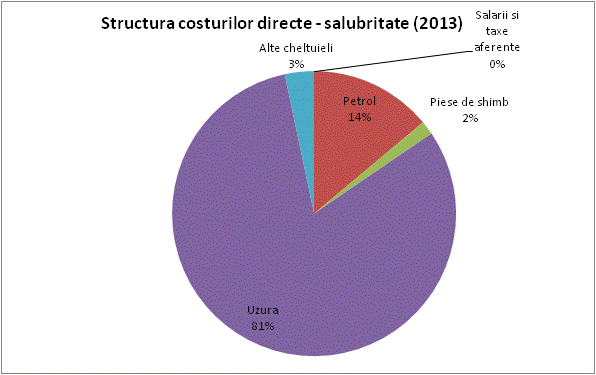 Structura costurilor directe - salubritate (2013)
Salarii si
taxe
aferente
0%
Alte cheltuieli
3%
Petrol
14%
Piese de shimb
2%
Uzura
81%